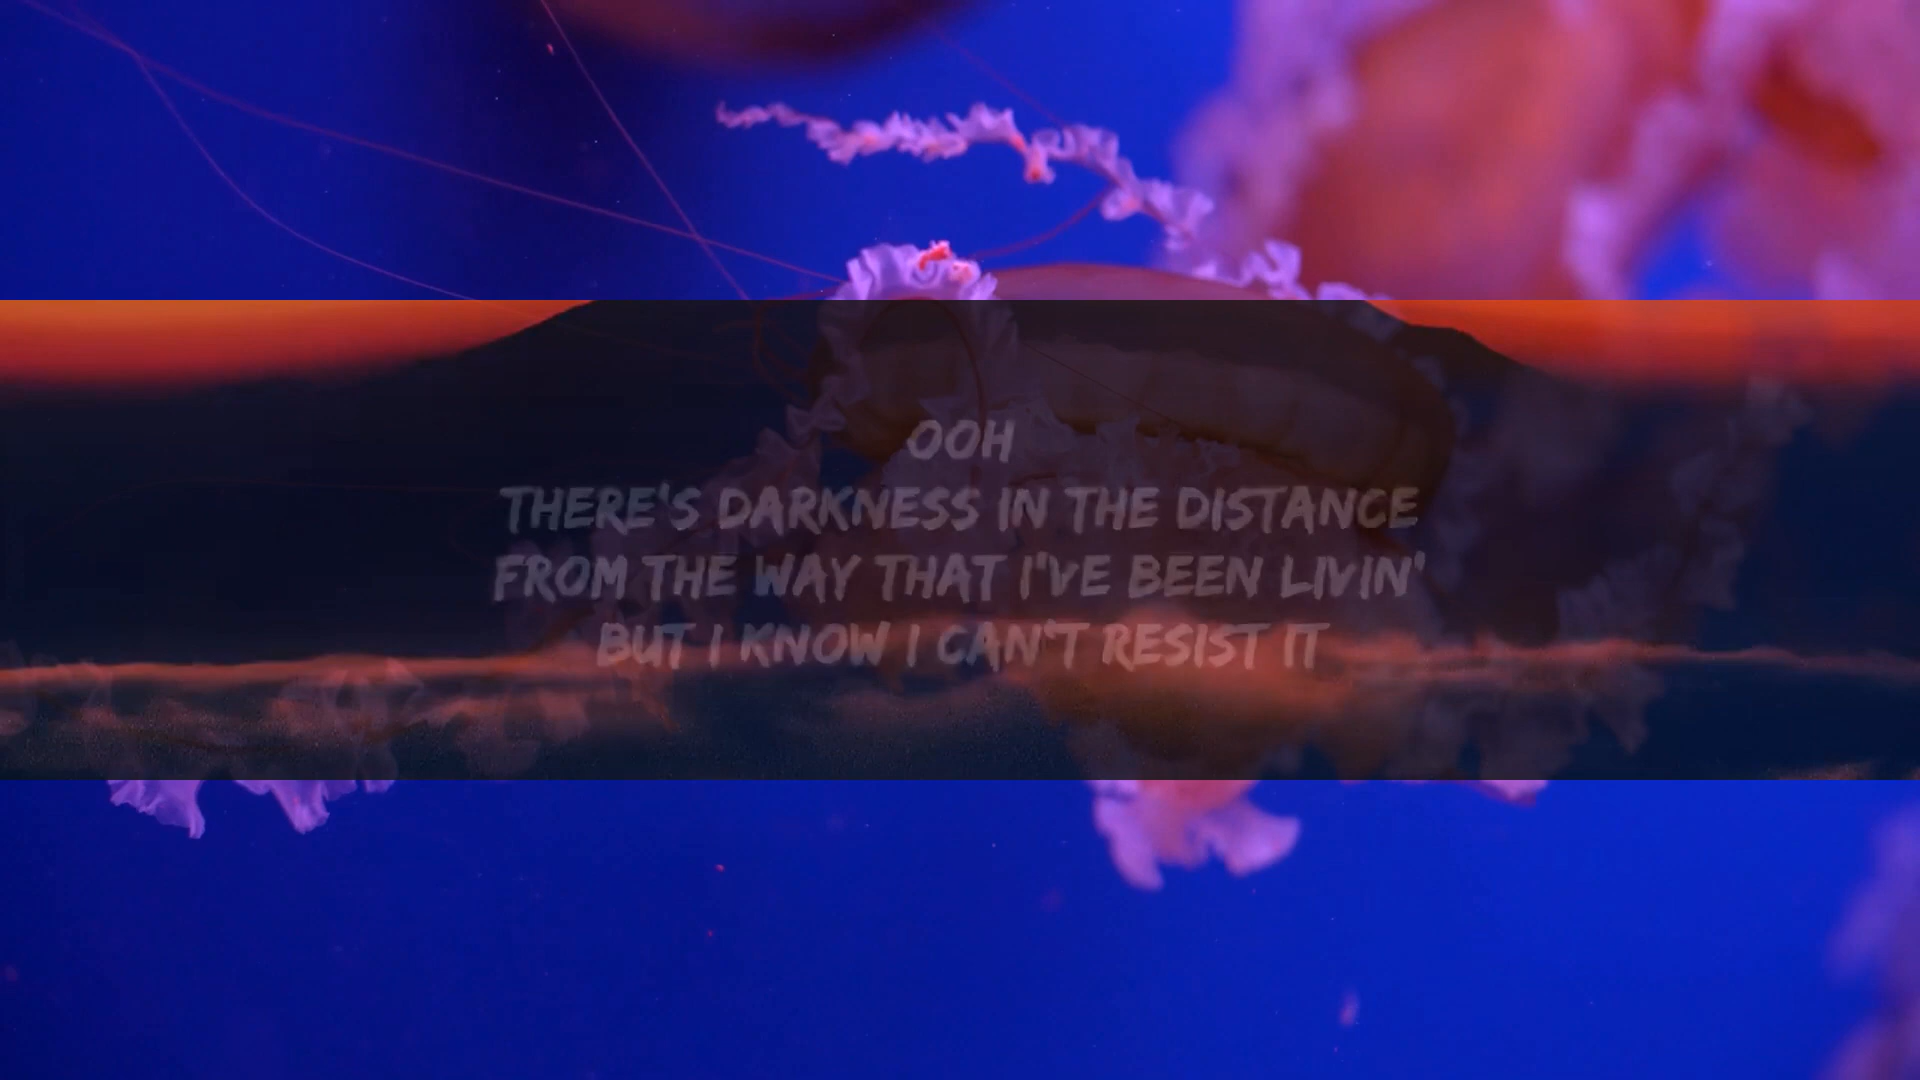 OOH
THERE'S DARKNESS IN THE DISTANCE
FROM THE WAY THAT I'VE BEEN LIVIN'
BUT I KNOW I CAN'T RESIST IT